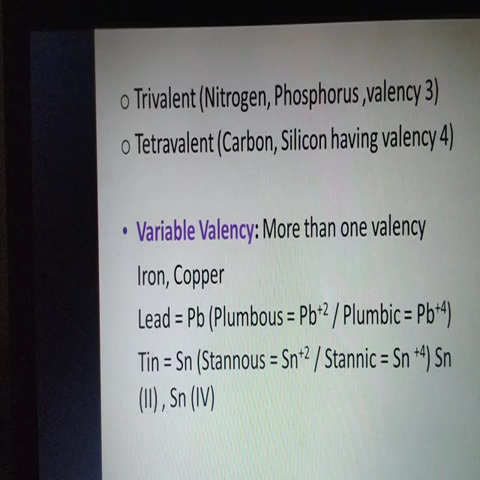 ○ Trivalent (Nitrogen, Phosphorus ,valency 3)
○ Tetravalent (Carbon, Silicon having valency 4)
• Variable Valency: More than one valency
Iron, Copper
Lead = Pb (Plumbous = Pb⁺² / Plumbic = Pb⁺⁴)
Tin = Sn (Stannous = Sn⁺² / Stannic = Sn ⁺⁴) Sn
(II) , Sn (IV)